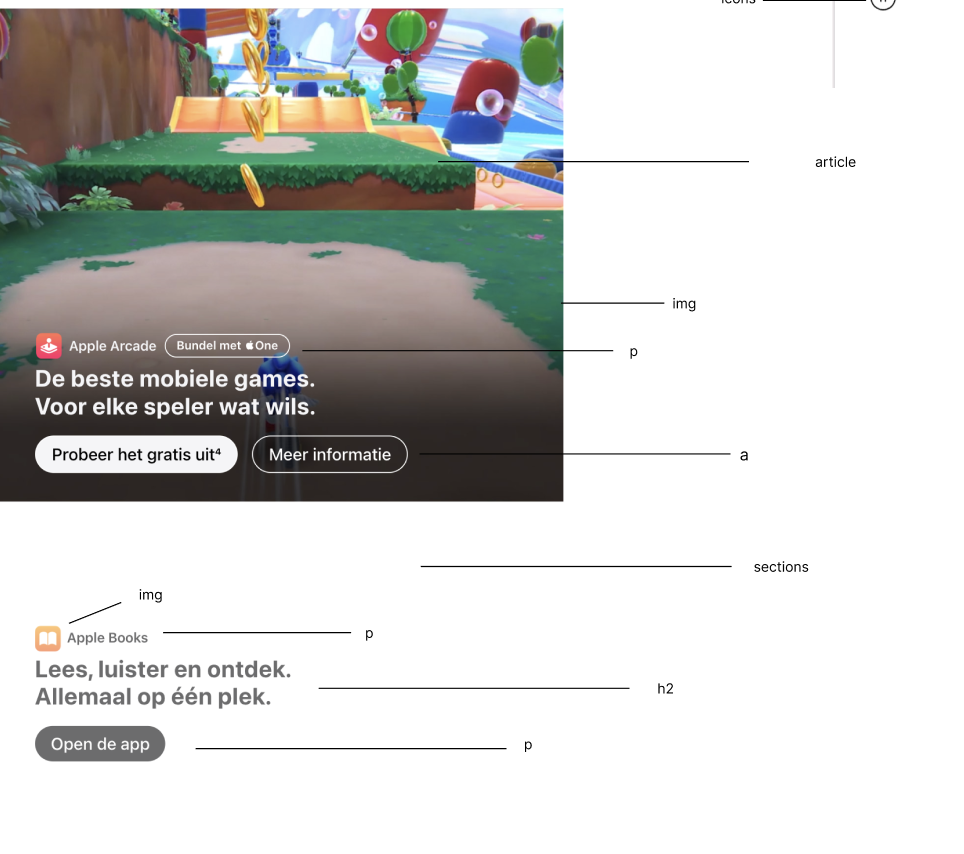 icons
article
img
p
Apple Arcade
Bundel met One
De beste mobiele games.
Voor elke speler wat wils.
Probeer het gratis uit⁴
Meer informatie
a
sections
img
Apple Books
p
Lees, luister en ontdek.
Allemaal op één plek.
h2
Open de app
p